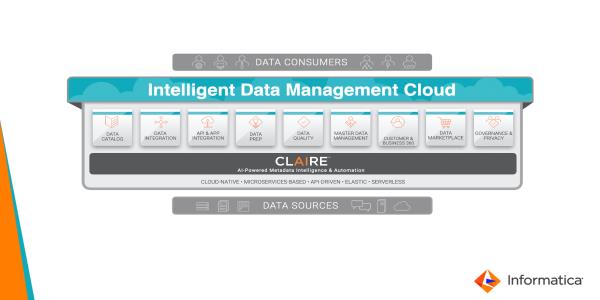 DATA CONSUMERS
Intelligent Data Management Cloud
DATA CATALOG
DATA INTEGRATION
API & APP INTEGRATION
DATA PREP
DATA QUALITY
MASTER DATA MANAGEMENT
CUSTOMER & BUSINESS 360
DATA MARKETPLACE
GOVERNANCE & PRIVACY
CLAIRE™
AI-Powered Metadata Intelligence & Automation
CLOUD-NATIVE • MICROSERVICES-BASED • API-DRIVEN • ELASTIC • SERVERLESS
DATA SOURCES
Informatica